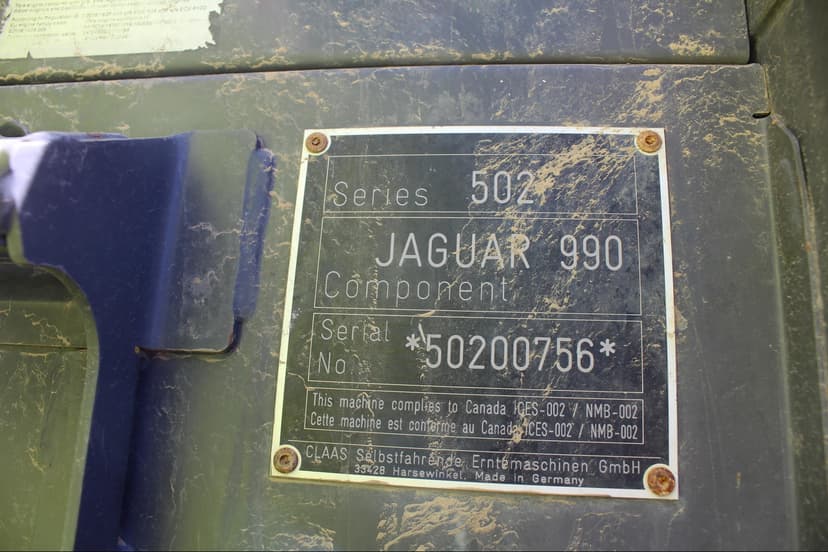 Series 502
JAGUAR 990
Component
Serial
No. *50200756*
This machine complies to Canada ICES-002 / NMB-002
Cette machine est conforme au Canada ICES-002 / NMB-002
CLAAS Selbstfahrende Erntemaschinen GmbH
33428 Harsewinkel, Made in Germany